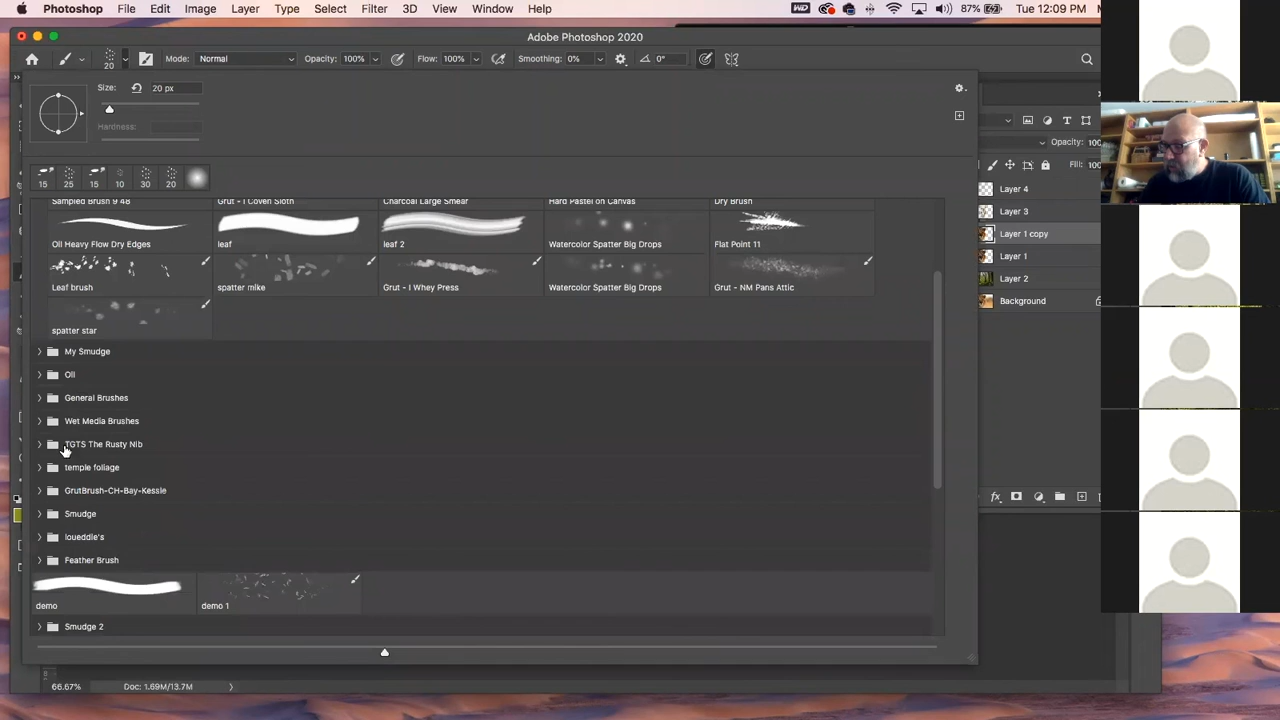 Photoshop File Edit Image Layer Type Select Filter 3D View Window Help 87% Tue 12:09 PM
Adobe Photoshop 2020
20 Mode: Normal Opacity: 100% Flow: 100% Smoothing: 0% 0°
Size: 20 px
Hardness:
15 25 15 10 30 20
Sampled Brush 9 48 Grut - I Coven Sloth Charcoal Large Smear Hard Pastel on Canvas Dry Brush
Oil Heavy Flow Dry Edges leaf leaf 2 Watercolor Spatter Big Drops Flat Point 11
Leaf brush spatter mike Grut - I Whey Press Watercolor Spatter Big Drops Grut - NM Pans Attic
spatter star
My Smudge
Oil
General Brushes
Wet Media Brushes
TGTS The Rusty Nib
temple foliage
GrutBrush-CH-Bay-Kessle
Smudge
loueddie's
Feather Brush
demo demo 1
Smudge 2
Opacity: 100
Fill: 100
Layer 4
Layer 3
Layer 1 copy
Layer 1
Layer 2
Background
66.67% Doc: 1.69M/13.7M